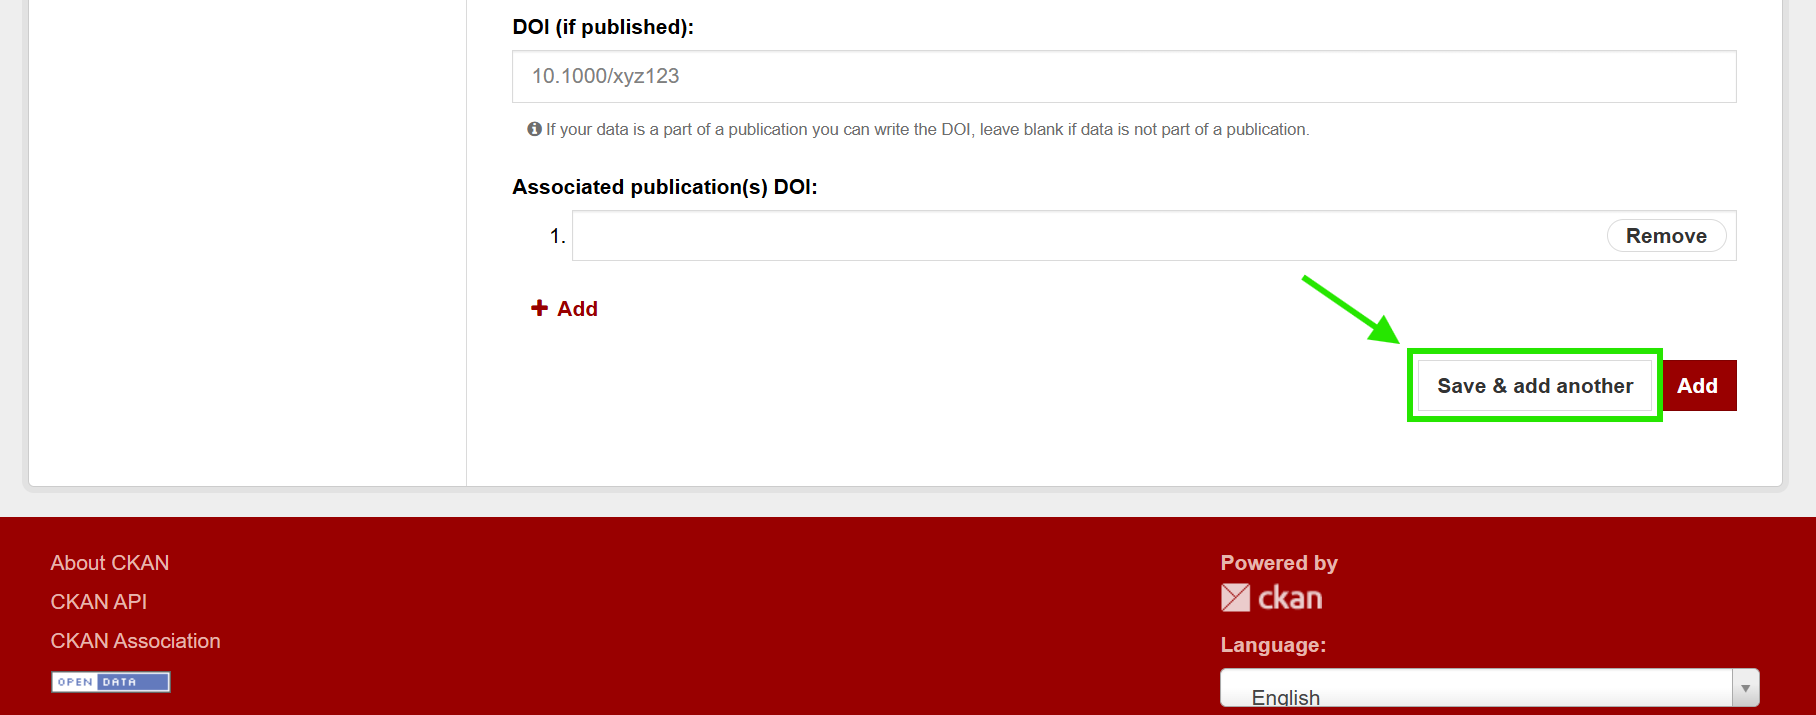 DOI (if published):
10.1000/xyz123
If your data is a part of a publication you can write the DOI, leave blank if data is not part of a publication.
Associated publication(s) DOI:
1.
Remove
Add
Save & add another
Add
About CKAN
CKAN API
CKAN Association
OPEN DATA
Powered by
ckan
Language:
English